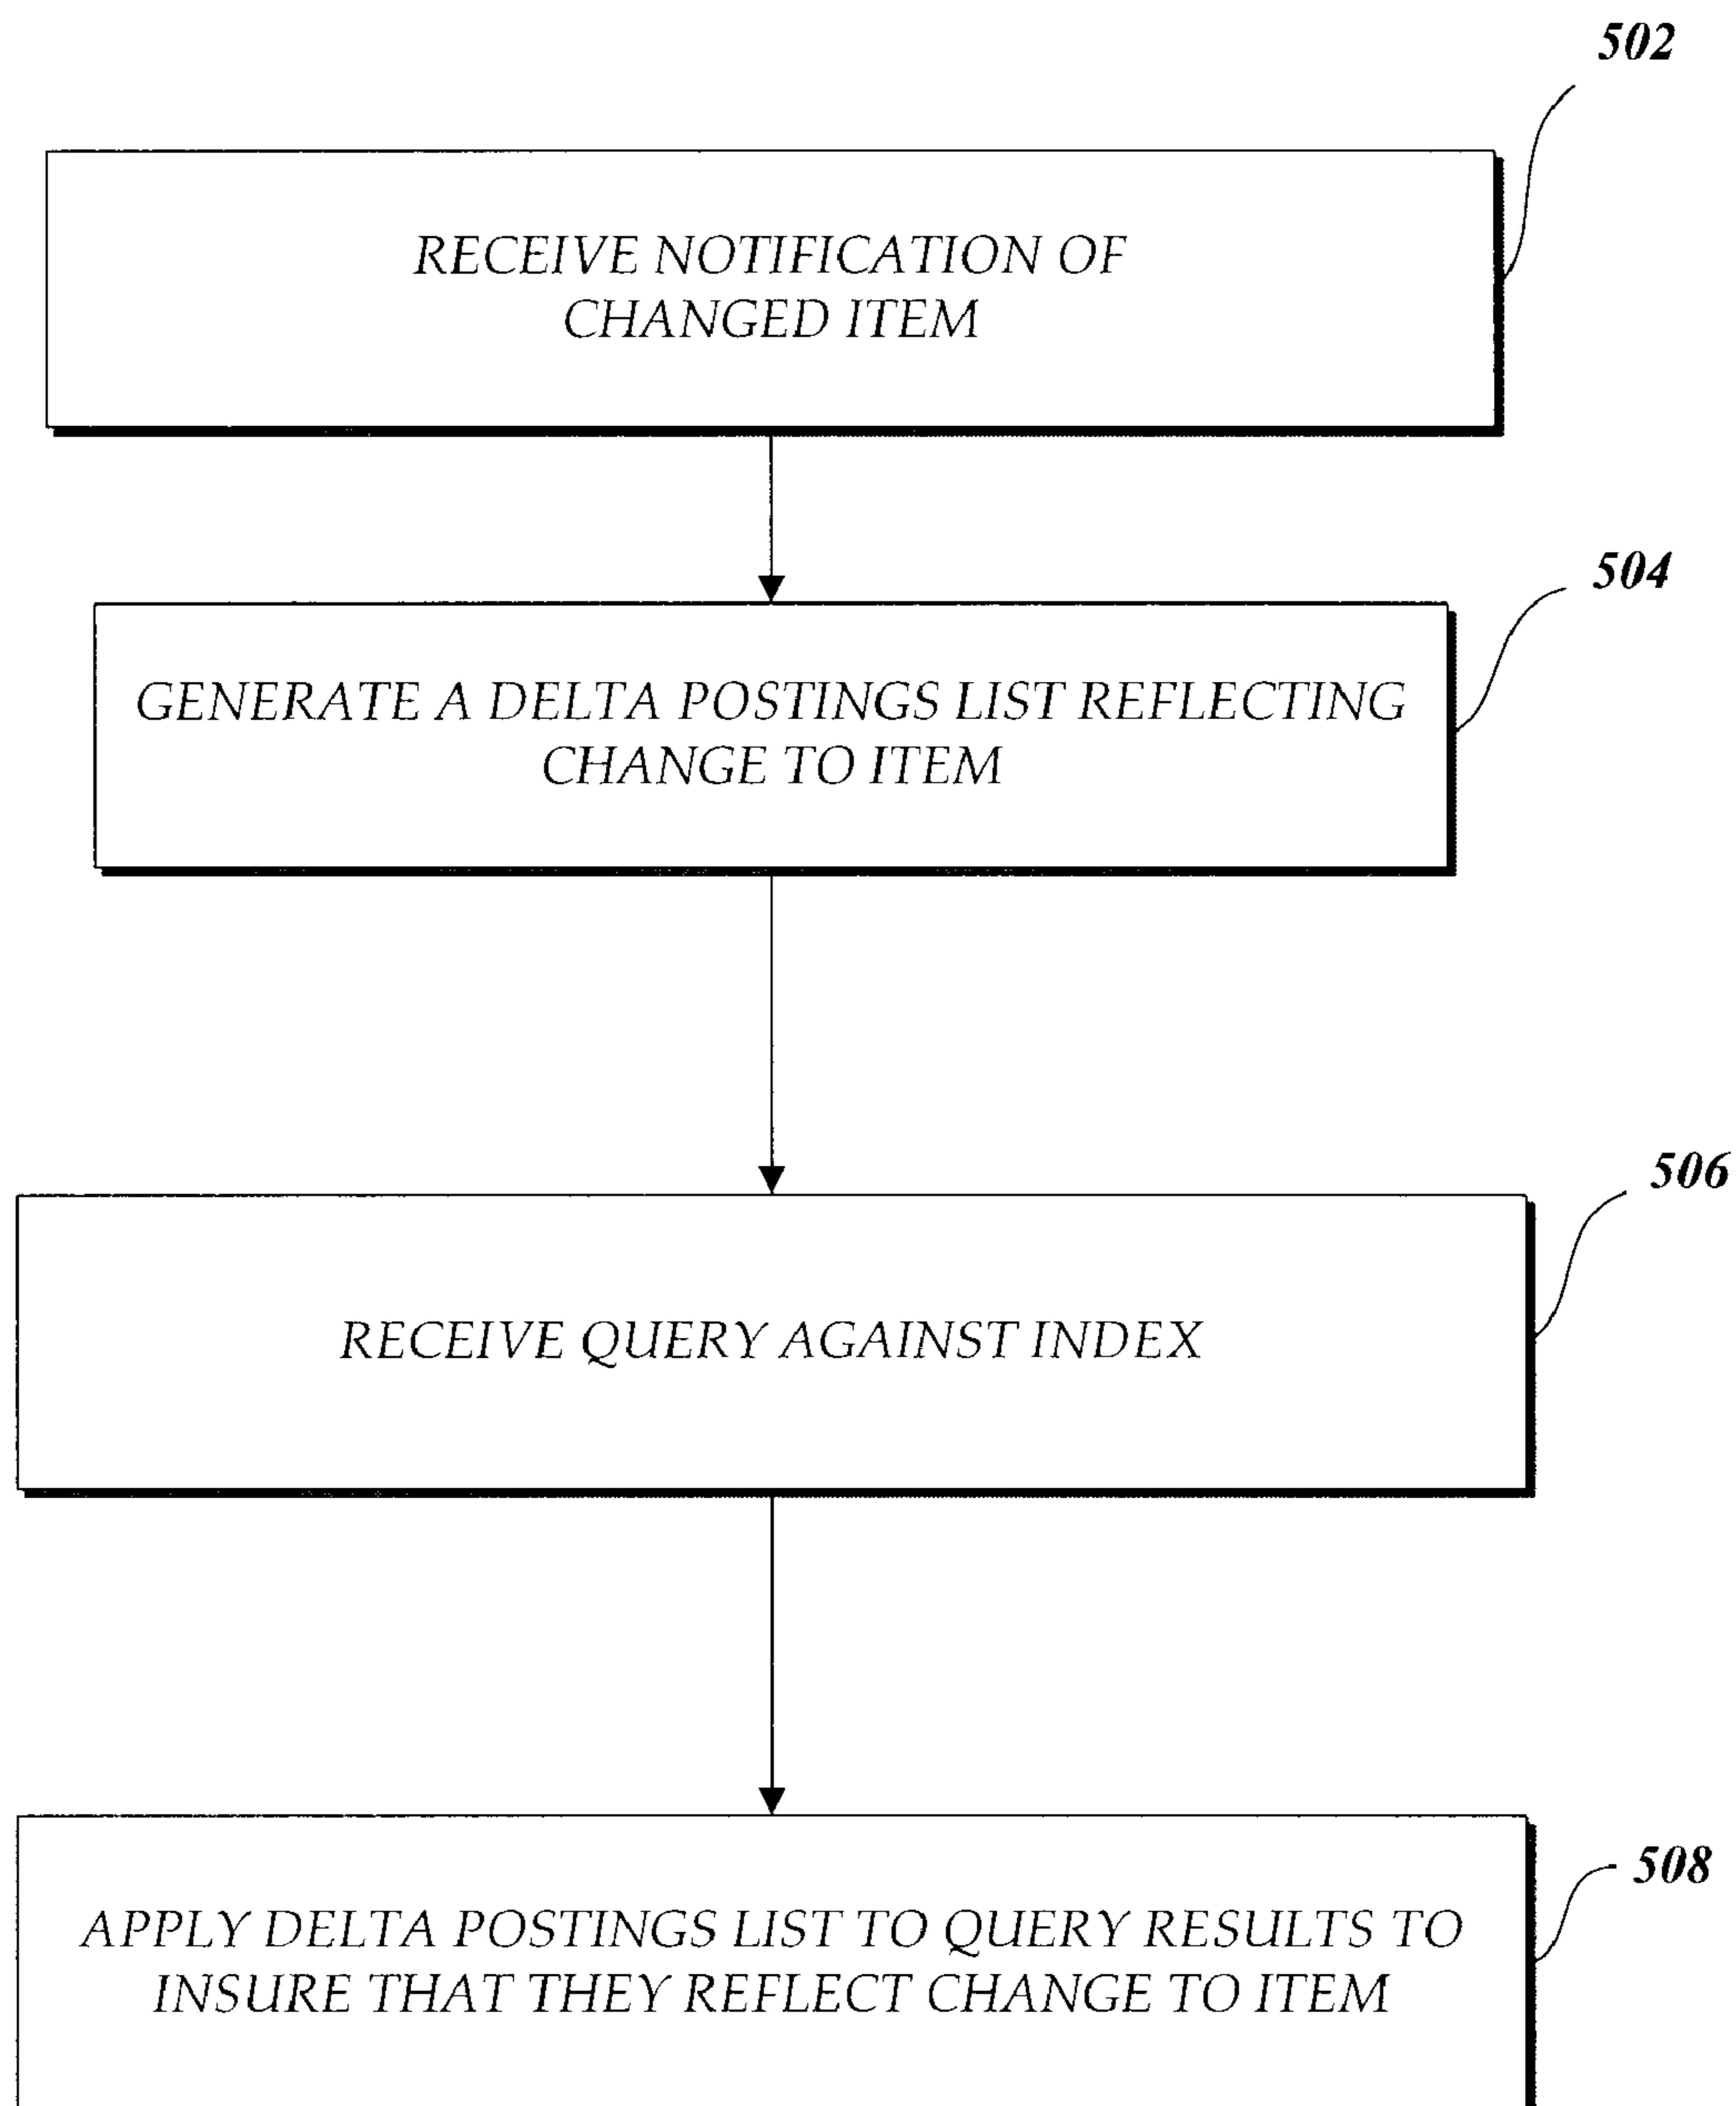 502
RECEIVE NOTIFICATION OF
CHANGED ITEM
504
GENERATE A DELTA POSTINGS LIST REFLECTING
CHANGE TO ITEM
506
RECEIVE QUERY AGAINST INDEX
508
APPLY DELTA POSTINGS LIST TO QUERY RESULTS TO
INSURE THAT THEY REFLECT CHANGE TO ITEM